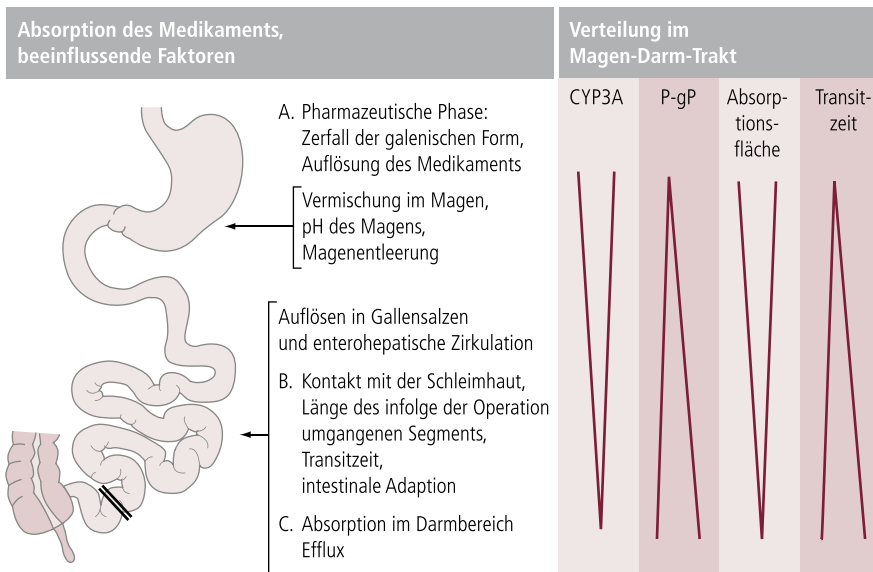 Absorption des Medikaments,
beeinflussende Faktoren
Verteilung im
Magen-Darm-Trakt
A. Pharmazeutische Phase:
Zerfall der galenischen Form,
Auflösung des Medikaments
Vermischung im Magen,
pH des Magens,
Magenentleerung
Auflösen in Gallensalzen
und enterohepatische Zirkulation
B. Kontakt mit der Schleimhaut,
Länge des infolge der Operation
umgangenen Segments,
Transitzeit,
intestinale Adaption
C. Absorption im Darmbereich
Efflux
CYP3A
P-gP
Absorp-
tions-
fläche
Transit-
zeit